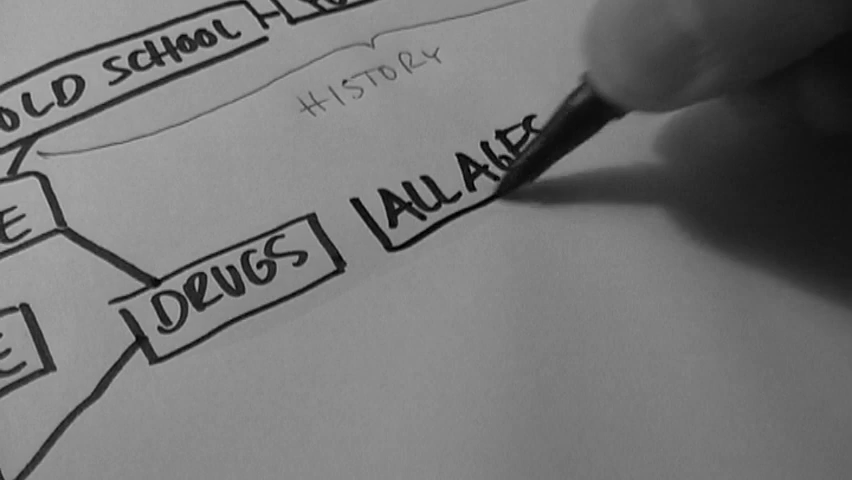 OLD SCHOOL
HISTORY
ALL AGES
E
DRUGS
E